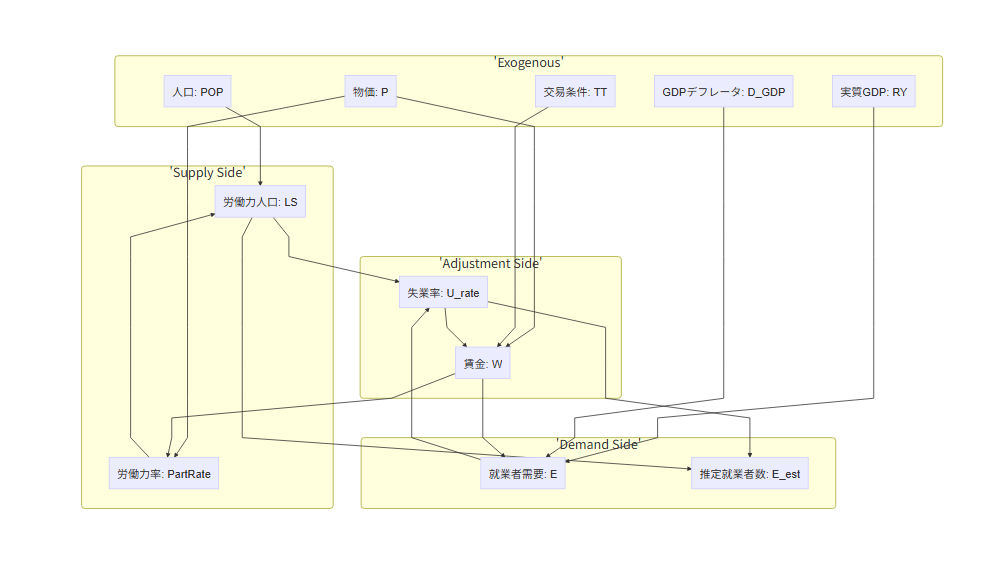 'Exogenous'
人口: POP
物価: P
交易条件: TT
GDPデフレータ: D_GDP
実質GDP: RY
'Supply Side'
労働力人口: LS
'Adjustment Side'
失業率: U_rate
賃金: W
'Demand Side'
労働力率: PartRate
就業者需要: E
推定就業者数: E_est